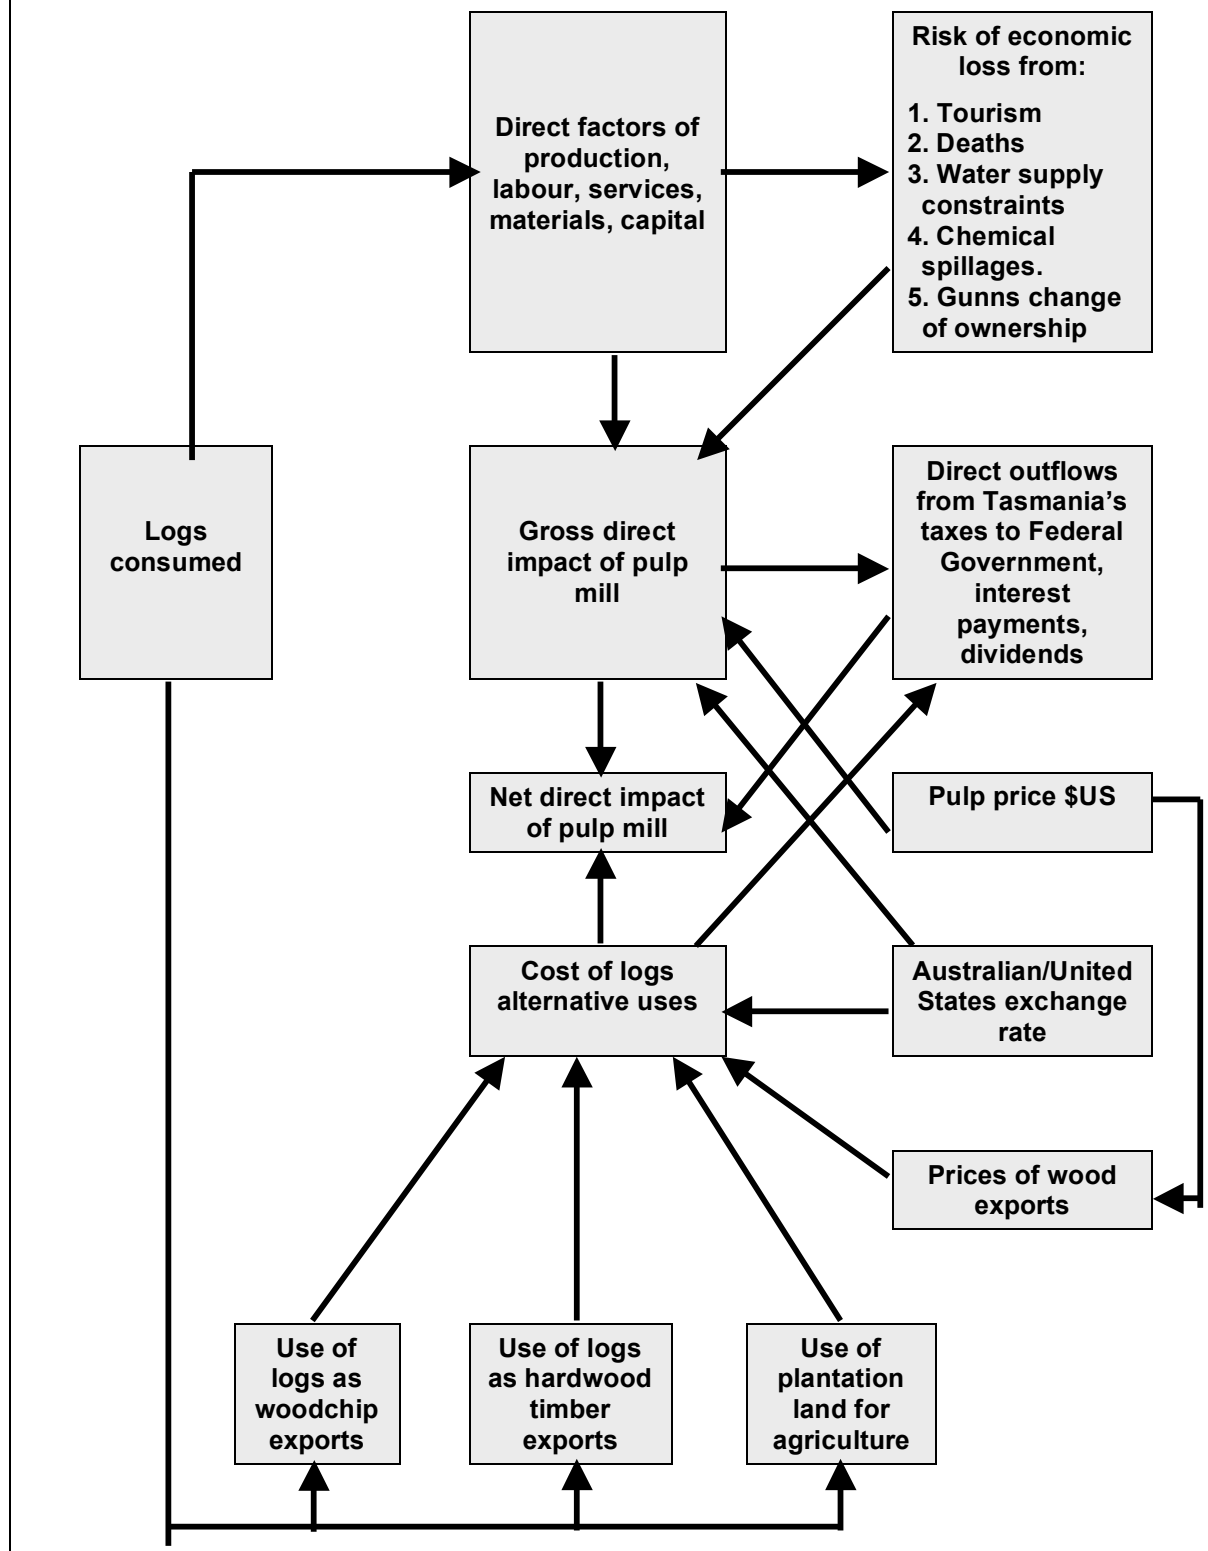 Direct factors of
production,
labour, services,
materials, capital
Risk of economic
loss from:
1. Tourism
2. Deaths
3. Water supply
constraints
4. Chemical
spillages.
5. Gunns change
of ownership
Logs
consumed
Gross direct
impact of pulp
mill
Direct outflows
from Tasmania’s
taxes to Federal
Government,
interest
payments,
dividends
Net direct impact
of pulp mill
Pulp price $US
Cost of logs
alternative uses
Australian/United
States exchange
rate
Prices of wood
exports
Use of
logs as
woodchip
exports
Use of logs
as hardwood
timber
exports
Use of
plantation
land for
agriculture